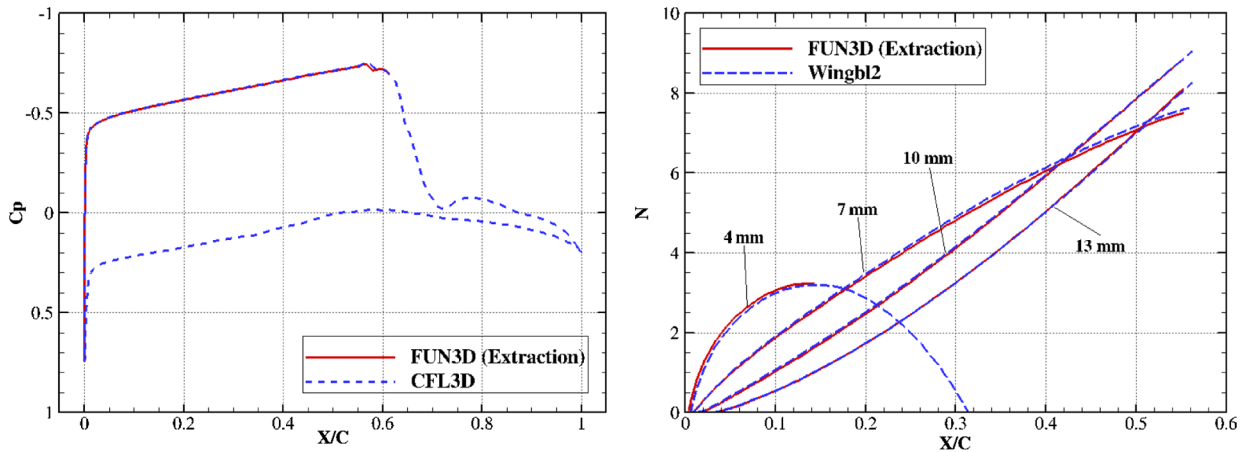 -1
-0.5
0
0.5
1
Cp
0
0.2
0.4
0.6
0.8
1
X/C
FUN3D (Extraction)
CFL3D
10
8
6
4
2
0
N
0
0.1
0.2
0.3
0.4
0.5
0.6
X/C
FUN3D (Extraction)
Wingbl2
10 mm
7 mm
4 mm
13 mm